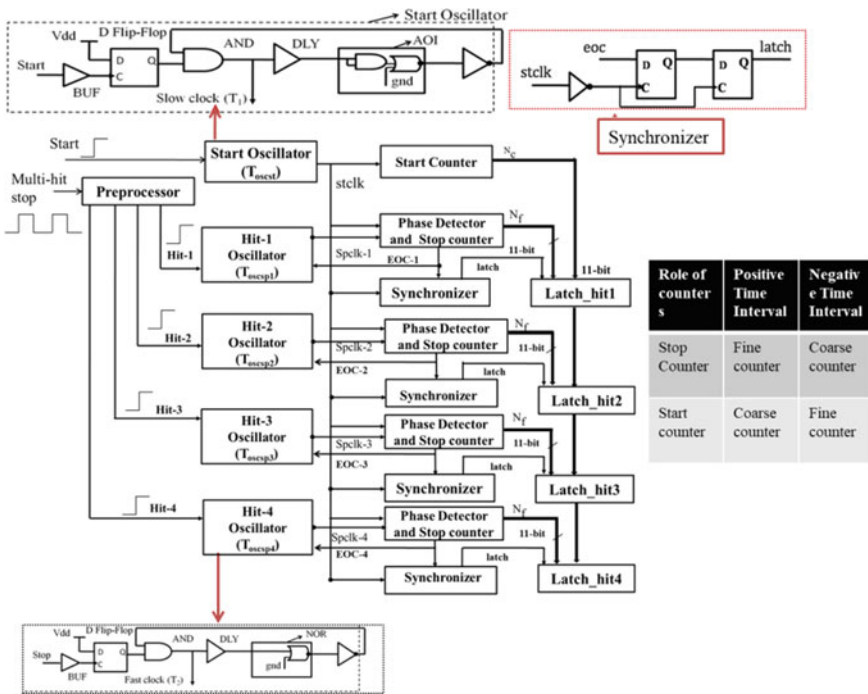 Start Oscillator
D Flip-Flop
Vdd
AND
DLY
AOI
Start
D
Q
C
BUF
gnd
Slow clock (T1)
eoc
latch
stclk
D Q
C
D Q
C
Synchronizer
Start
Start Oscillator
(Toscst)
Start Counter
Nc
stclk
Multi-hit
stop
Preprocessor
Hit-1
Hit-1
Oscillator
(Toscsp1)
Spclk-1
EOC-1
Phase Detector
and Stop counter
Nf
11-bit
latch
Synchronizer
11-bit
Latch_hit1
Hit-2
Hit-2
Oscillator
(Toscsp2)
Spclk-2
EOC-2
Phase Detector
and Stop counter
Nf
11-bit
latch
Synchronizer
Latch_hit2
Hit-3
Hit-3
Oscillator
(Toscsp3)
Spclk-3
EOC-3
Phase Detector
and Stop counter
Nf
11-bit
latch
Synchronizer
Latch_hit3
Hit-4
Hit-4
Oscillator
(Toscsp4)
Spclk-4
EOC-4
Phase Detector
and Stop counter
Nf
11-bit
latch
Synchronizer
Latch_hit4
Role of Positive Negativ
counter Time e Time
s Interval Interval
Stop Fine Coarse
Counter counter counter
Start Coarse Fine
counter counter counter
D Flip-Flop
Vdd
AND
DLY
NOR
Stop
D
Q
C
BUF
gnd
Fast clock (T2)